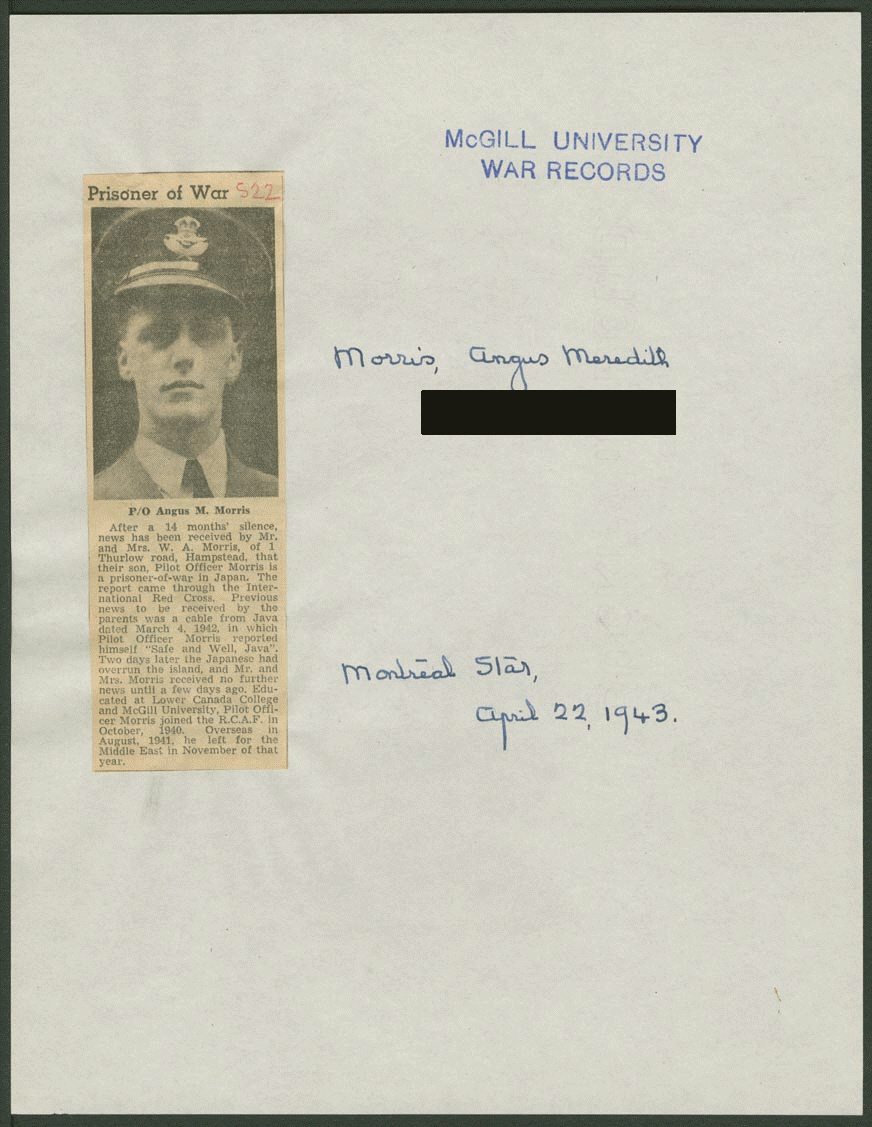 McGILL UNIVERSITY
WAR RECORDS
Prisoner of War 522
Morris, Angus Meredith
P/O Angus M. Morris
After a 14 months' silence,
news has been received by Mr.
and Mrs. W. A. Morris, of 1
Thurlow road, Hampstead, that
their son, Pilot Officer Morris is
a prisoner-of-war in Japan. The
report came through the Inter-
national Red Cross. Previous
news to be received by the
parents was a cable from Java
dated March 4, 1942, in which
Pilot Officer Morris reported
himself "Safe and Well, Java".
Two days later the Japanese had
overrun the island, and Mr. and
Mrs. Morris received no further
news until a few days ago. Edu-
cated at Lower Canada College
and McGill University, Pilot Offi-
cer Morris joined the R.C.A.F. in
October, 1940. Overseas in
August, 1941, he left for the
Middle East in November of that
year.
Montreal Star,
April 22, 1943.